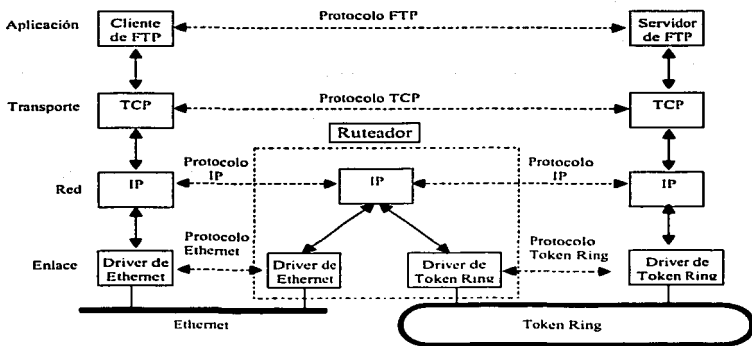 Aplicación
Cliente
de FTP
Protocolo FTP
Servidor
de FTP
Transporte
TCP
Protocolo TCP
TCP
Ruteador
Red
IP
Protocolo
IP
IP
Protocolo
IP
IP
Enlace
Driver de
Ethernet
Protocolo
Ethernet
Driver de
Ethernet
Driver de
Token Ring
Protocolo
Token Ring
Driver de
Token Ring
Ethernet
Token Ring